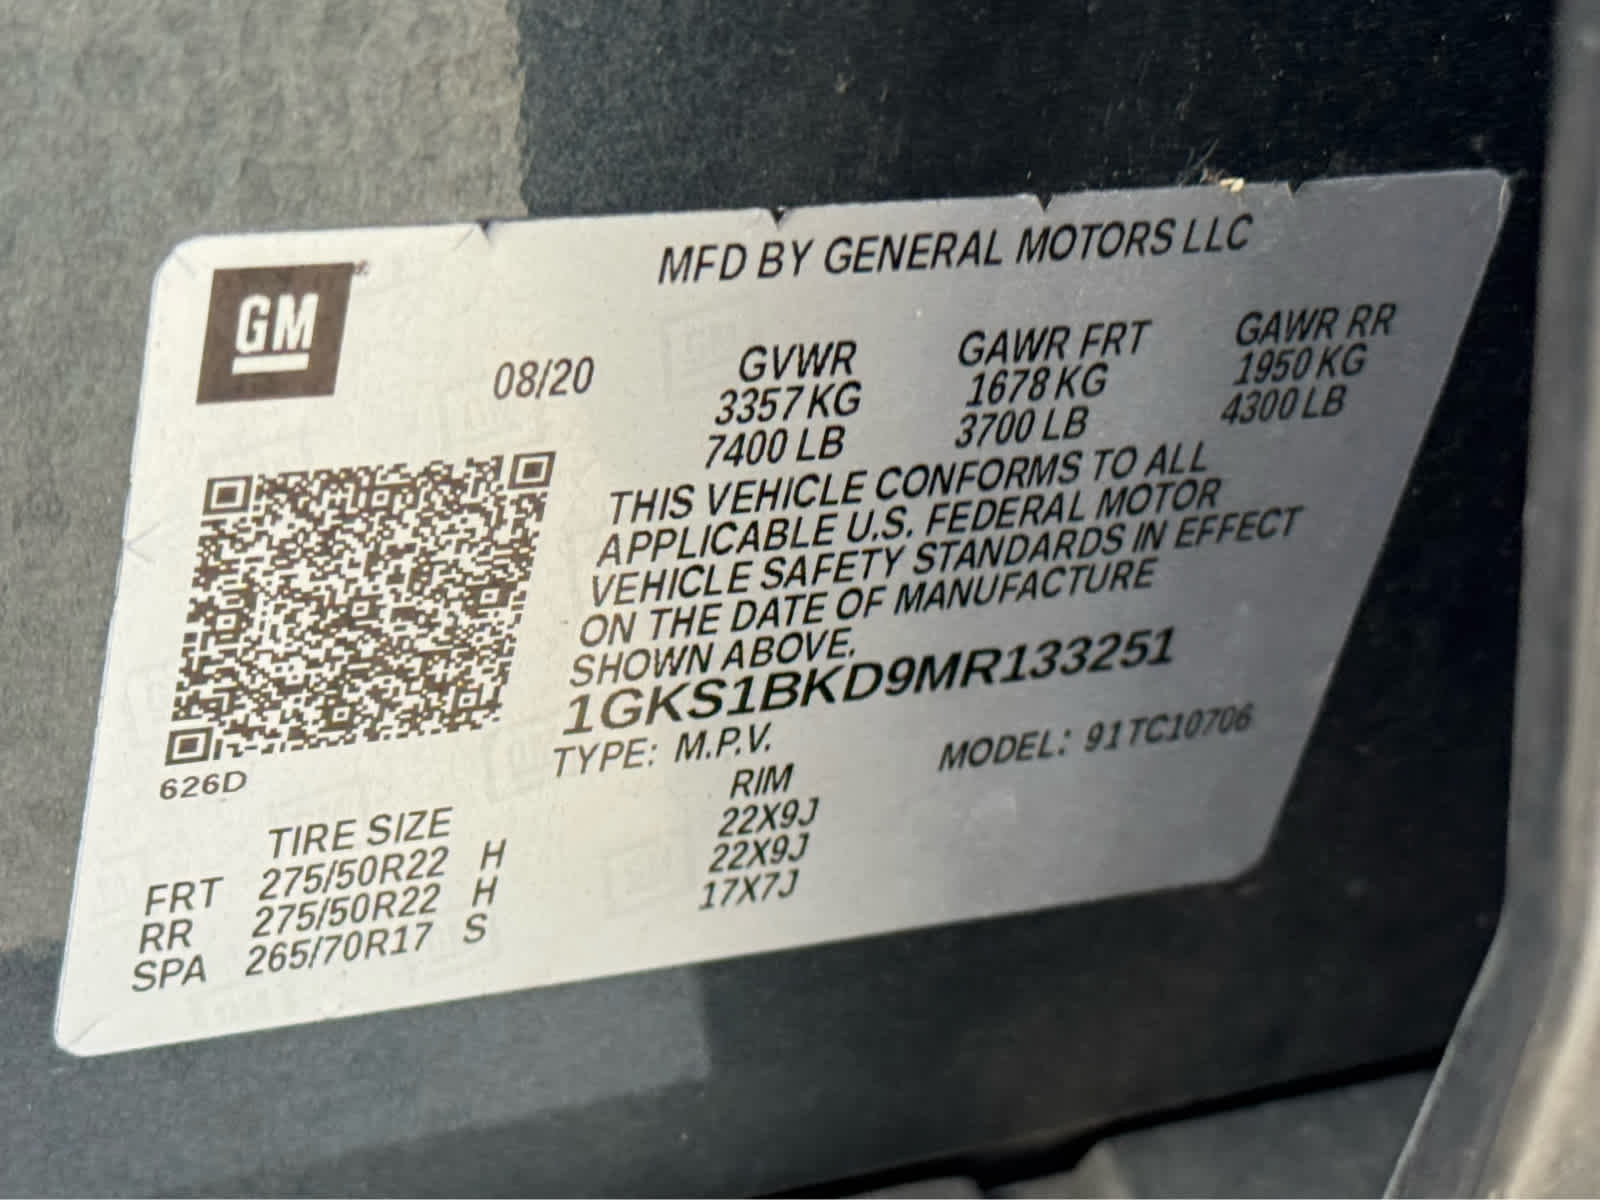 GM
MFD BY GENERAL MOTORS LLC
08/20
GVWR GAWR FRT GAWR RR
3357KG 1678 KG 1950 KG
7400 LB 3700 LB 4300 LB
THIS VEHICLE CONFORMS TO ALL
APPLICABLE U.S. FEDERAL MOTOR
VEHICLE SAFETY STANDARDS IN EFFECT
ON THE DATE OF MANUFACTURE
SHOWN ABOVE.
1GKS1BKD9MR133251
TYPE: M.P.V. MODEL: 91TC10706
626D
TIRE SIZE RIM
FRT 275/50R22 H 22X9J
RR 275/50R22 H 22X9J
SPA 265/70R17 S 17X7J